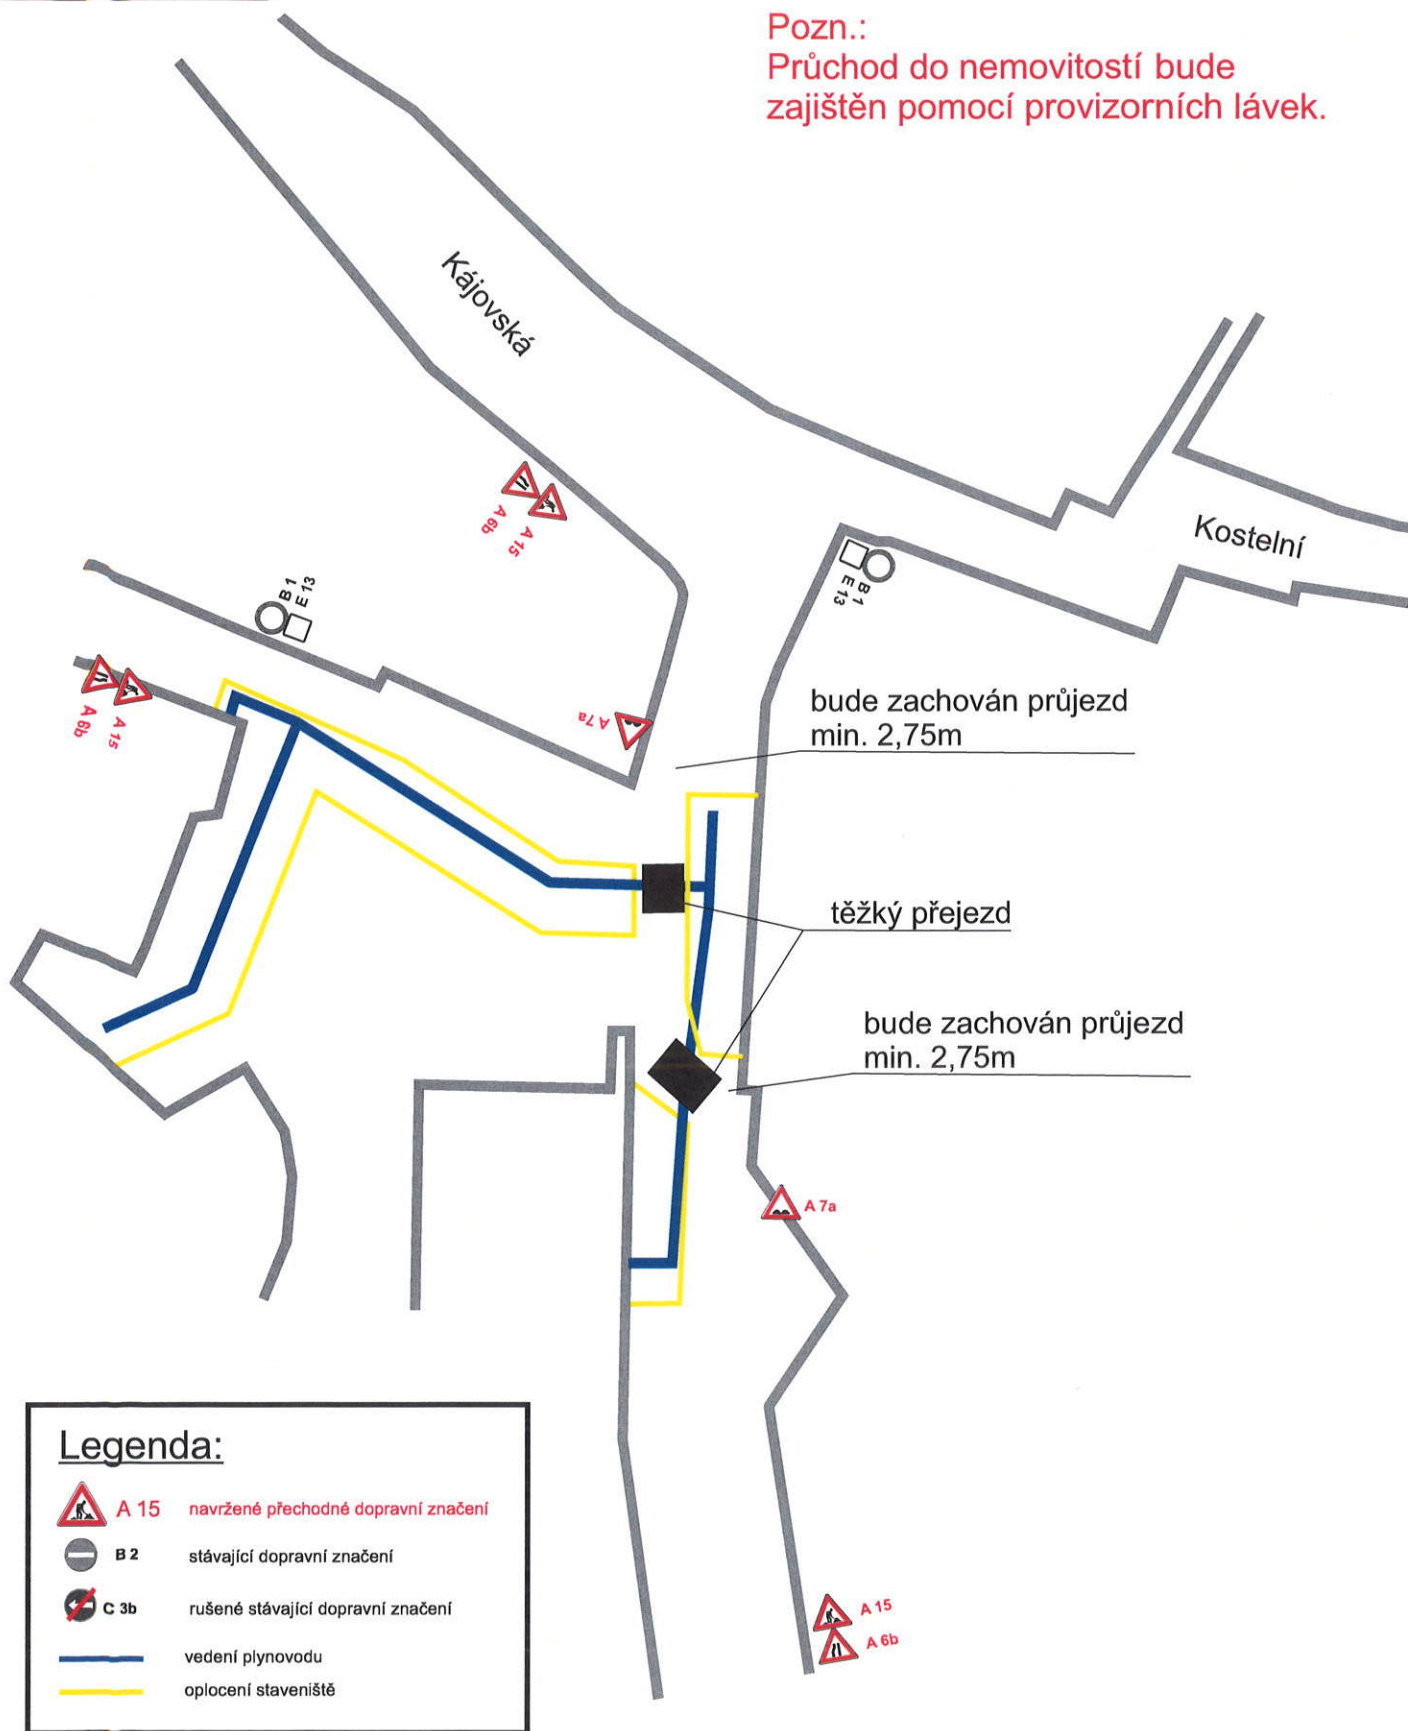 Pozn.:
Průchod do nemovitostí bude
zajištěn pomocí provizorních lávek.
Kájovská
Kostelní
A 6b
A 15
B 1
E 13
B 1
E 13
A 6b
A 15
A 7a
bude zachován průjezd
min. 2,75m
těžký přejezd
bude zachován průjezd
min. 2,75m
A 7a
Legenda:
A 15 navržené přechodné dopravní značení
B 2 stávající dopravní značení
C 3b rušené stávající dopravní značení
vedení plynovodu
oplocení staveniště
A 15
A 6b